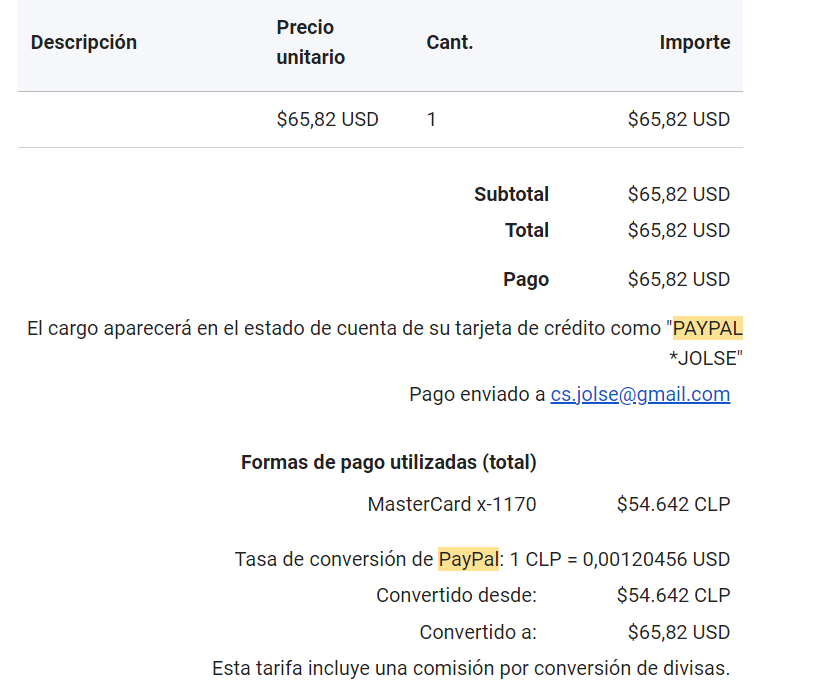 Descripción Precio unitario Cant. Importe
$65,82 USD 1 $65,82 USD
Subtotal $65,82 USD
Total $65,82 USD
Pago $65,82 USD
El cargo aparecerá en el estado de cuenta de su tarjeta de crédito como "PAYPAL
*JOLSE"
Pago enviado a cs.jolse@gmail.com
Formas de pago utilizadas (total)
MasterCard x-1170 $54.642 CLP
Tasa de conversión de PayPal: 1 CLP = 0,00120456 USD
Convertido desde: $54.642 CLP
Convertido a: $65,82 USD
Esta tarifa incluye una comisión por conversión de divisas.